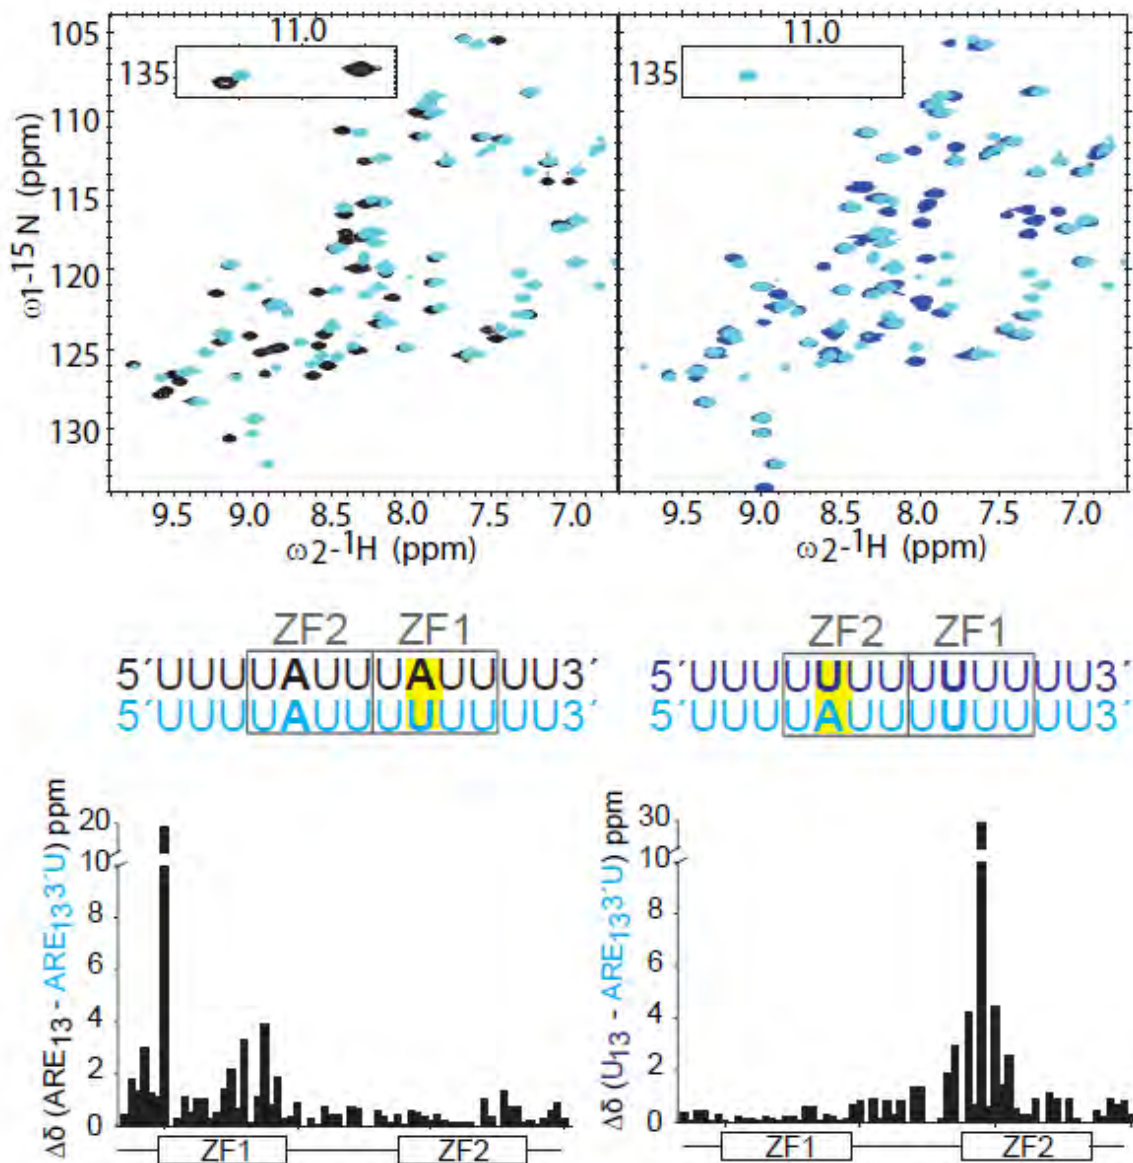 105
110
115
120
125
130
ω1-15N (ppm)
11.0
135
9.5 9.0 8.5 8.0 7.5 7.0
ω2-1H (ppm)
11.0
135
9.5 9.0 8.5 8.0 7.5 7.0
ω2-1H (ppm)
ZF2 ZF1
5´UUUUAUUUAUUUU3´
5´UUUUAUUUUUUUU3´
ZF2 ZF1
5´UUUUUUUUUUUUU3´
5´UUUUAUUUUUUUU3´
Δδ (ARE13 - ARE133´U) ppm
20
10
8
6
4
2
0
ZF1 ZF2
Δδ (U13 - ARE133´U) ppm
30
10
8
6
4
2
0
ZF1 ZF2